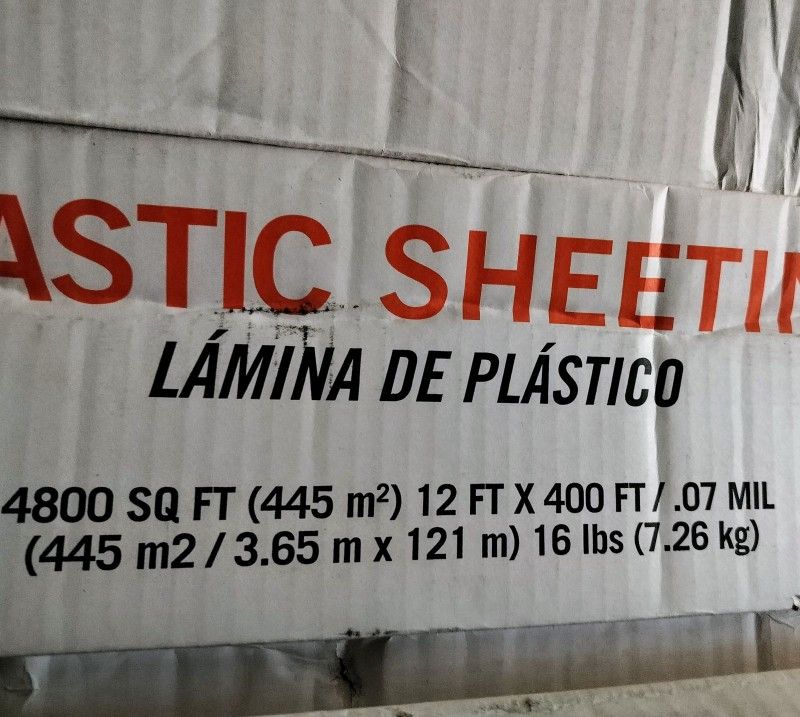 ASTIC SHEETIN
LÁMINA DE PLÁSTICO
4800 SQ FT (445 m²) 12 FT X 400 FT / .07 MIL
(445 m2 / 3.65 m x 121 m) 16 lbs (7.26 kg)